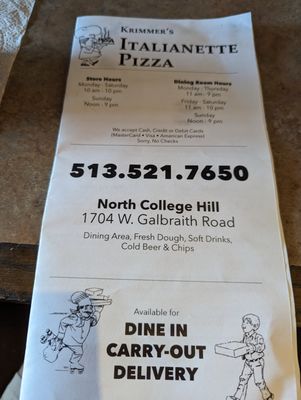 Krimmer's
Italianette
Pizza
Store Hours
Monday - Saturday
10 am - 10 pm
Sunday
Noon - 9 pm
Dining Room Hours
Monday - Thursday
11 am - 9 pm
Friday - Saturday
11 am - 10 pm
Sunday
Noon - 9 pm
We accept Cash, Credit or Debit Cards
(MasterCard • Visa • American Express)
Sorry, No Checks
513.521.7650
North College Hill
1704 W. Galbraith Road
Dining Area, Fresh Dough, Soft Drinks,
Cold Beer & Chips
Available for
DINE IN
CARRY-OUT
DELIVERY